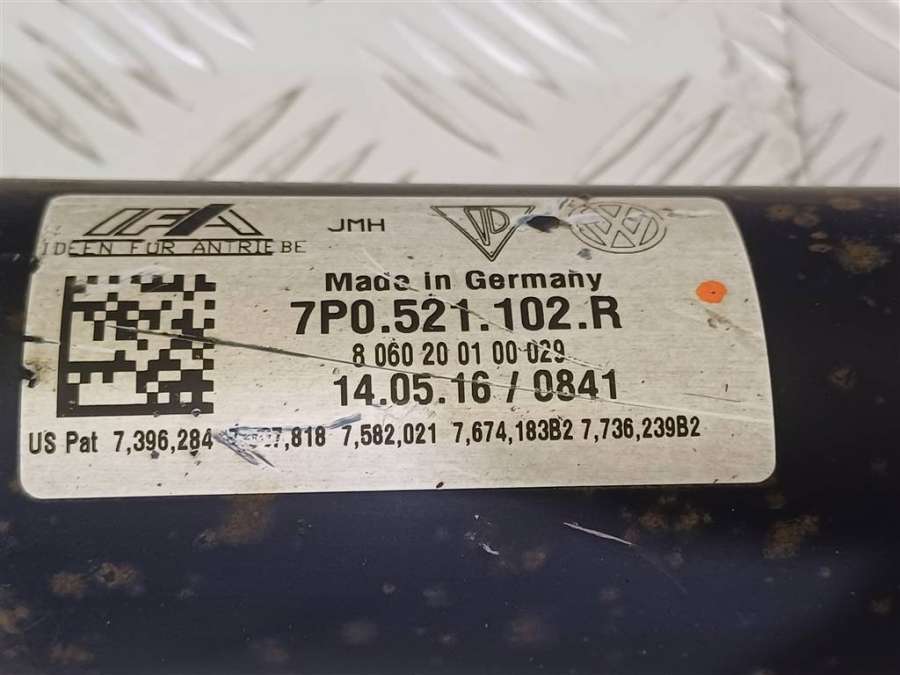 IFA JMH
IDEEN FÜR ANTRIEBE
Made in Germany
7P0.521.102.R
8 060 20 01 00 029
14.05.16 / 0841
US Pat 7,396,284 7,582,021 7,674,183B2 7,736,239B2